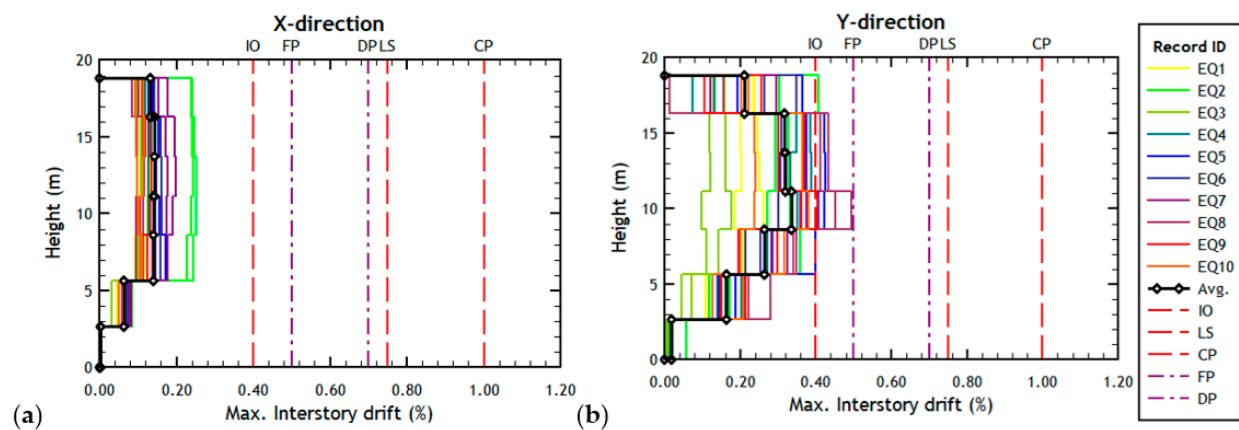 X-direction
IO FP DP LS CP
20
15
10
5
0
Height (m)
0.00 0.20 0.40 0.60 0.80 1.00 1.20
Max. Interstory drift (%)
(a)
Y-direction
IO FP DP LS CP
20
15
10
5
0
Height (m)
0.00 0.20 0.40 0.60 0.80 1.00 1.20
Max. Interstory drift (%)
(b)
Record ID
EQ1
EQ2
EQ3
EQ4
EQ5
EQ6
EQ7
EQ8
EQ9
EQ10
Avg.
IO
LS
CP
FP
DP